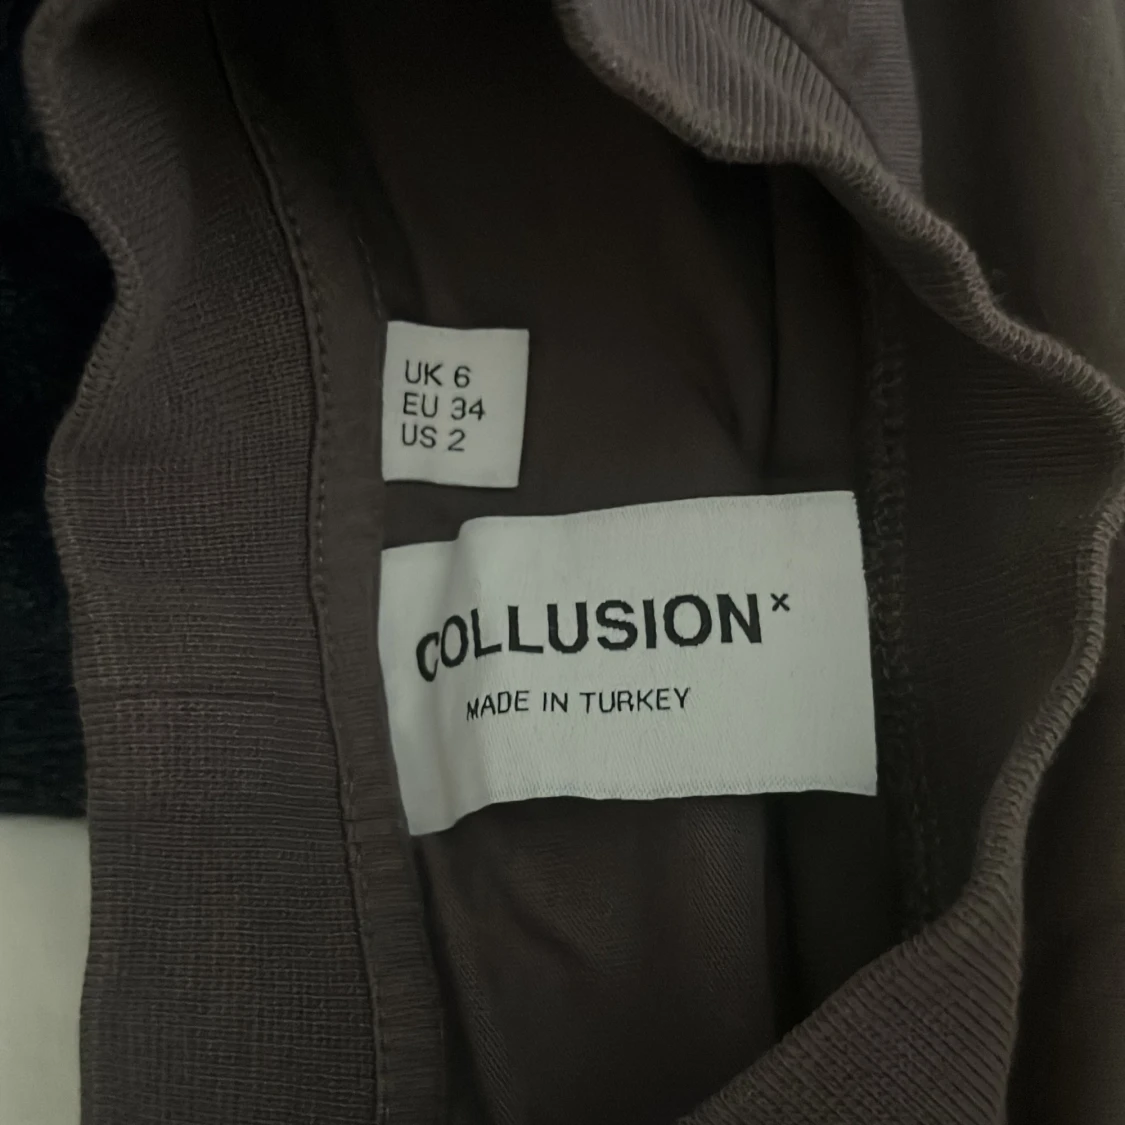 UK 6
EU 34
US 2
COLLUSION×
MADE IN TURKEY